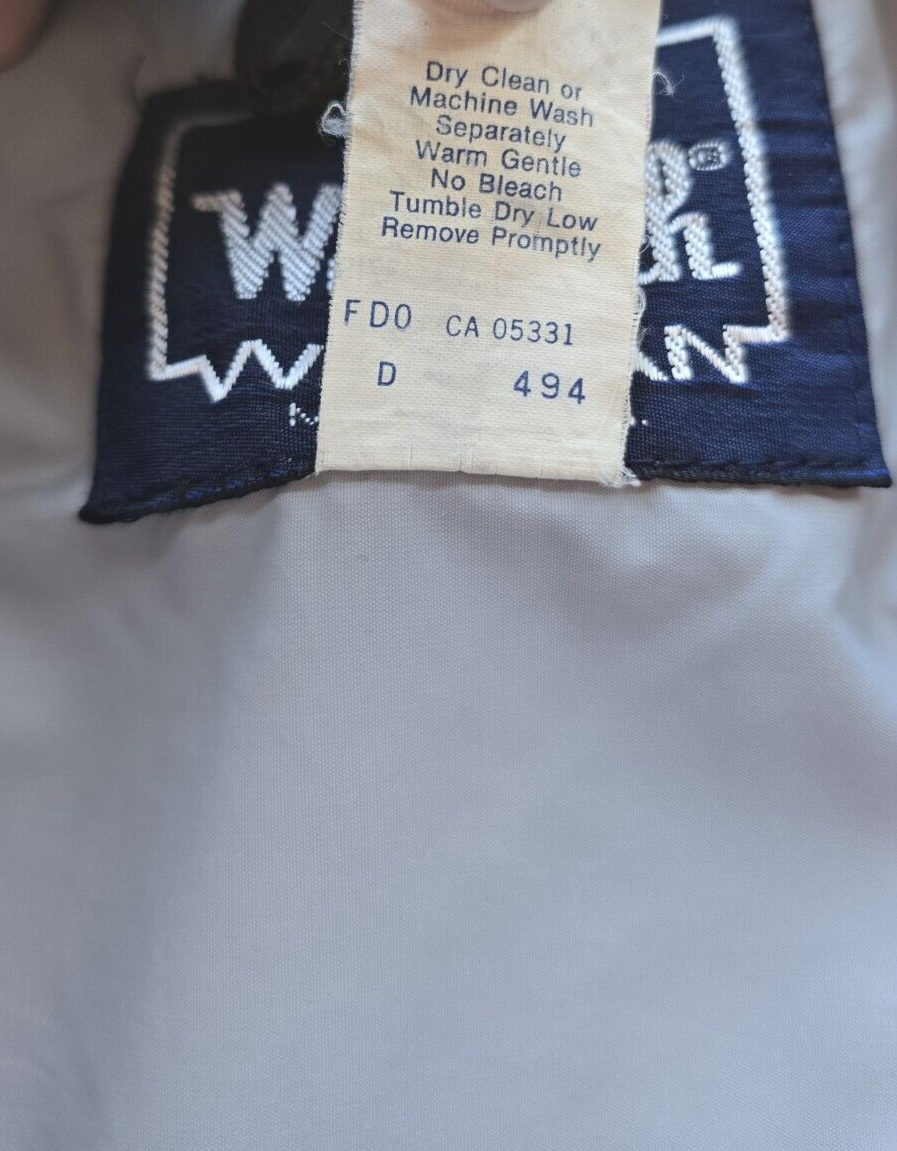 Dry Clean or
Machine Wash
Separately
Warm Gentle
No Bleach
Tumble Dry Low
Remove Promptly
FDO CA 05331
D 494